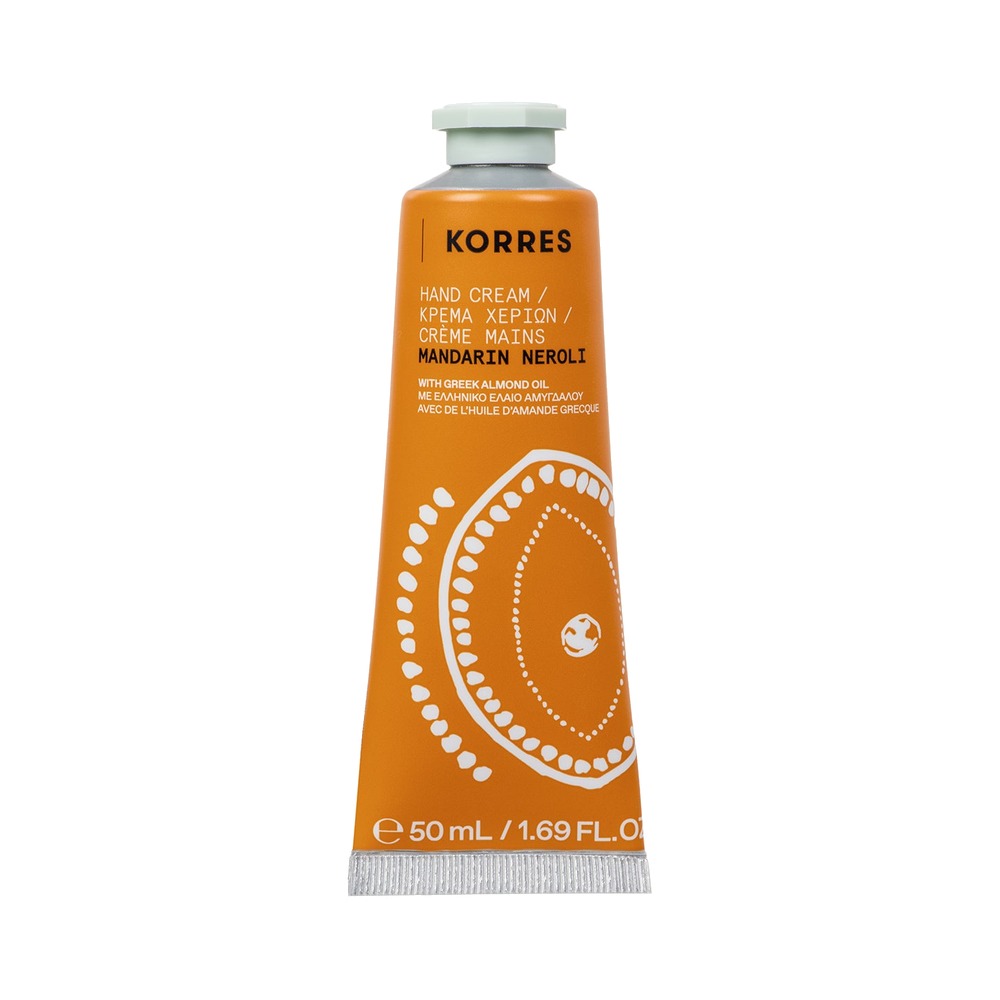 KORRES
HAND CREAM /
ΚΡΕΜΑ ΧΕΡΙΩΝ /
CRÈME MAINS
MANDARIN NEROLI
WITH GREEK ALMOND OIL
ΜΕ ΕΛΛΗΝΙΚΟ ΕΛΑΙΟ ΑΜΥΓΔΑΛΟΥ
AVEC DE L'HUILE D'AMANDE GRECQUE
℮ 50 mL / 1.69 FL.OZ